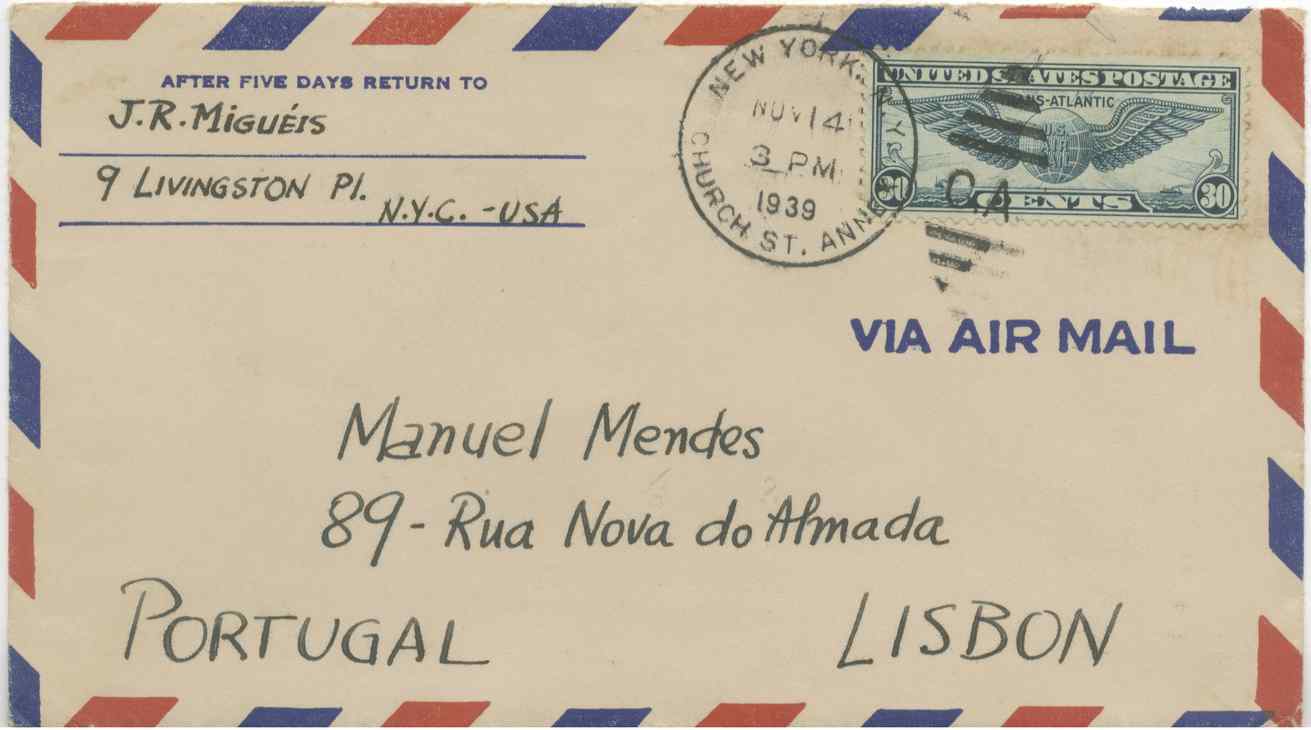 AFTER FIVE DAYS RETURN TO
J.R. Miguéis
9 Livingston Pl.
N.Y.C. - USA
NEW YORK, N.Y.
NOV 14
3 PM
1939
CHURCH ST. ANNEX
UNITED STATES POSTAGE
TRANS-ATLANTIC
U.S.
30 CENTS 30
VIA AIR MAIL
Manuel Mendes
89 - Rua Nova do Almada
PORTUGAL LISBON